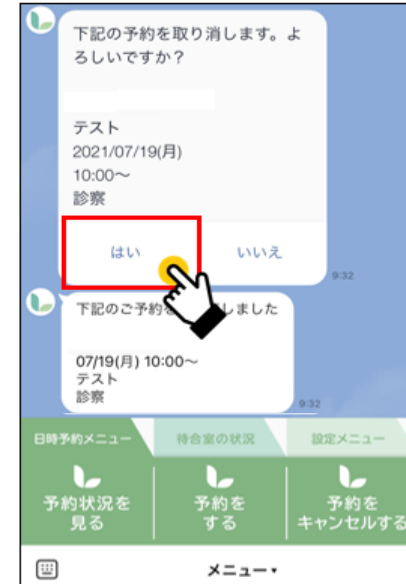 下記の予約を取り消します。よ
ろしいですか?
テスト
2021/07/19(月)
10:00~
診察
はい
いいえ
9:32
下記のご予約を
しました
07/19(月) 10:00~
テスト
診察
9:32
日時予約メニュー
待合室の状況
設定メニュー
予約状況を
見る
予約を
する
予約を
キャンセルする
メニュー▾